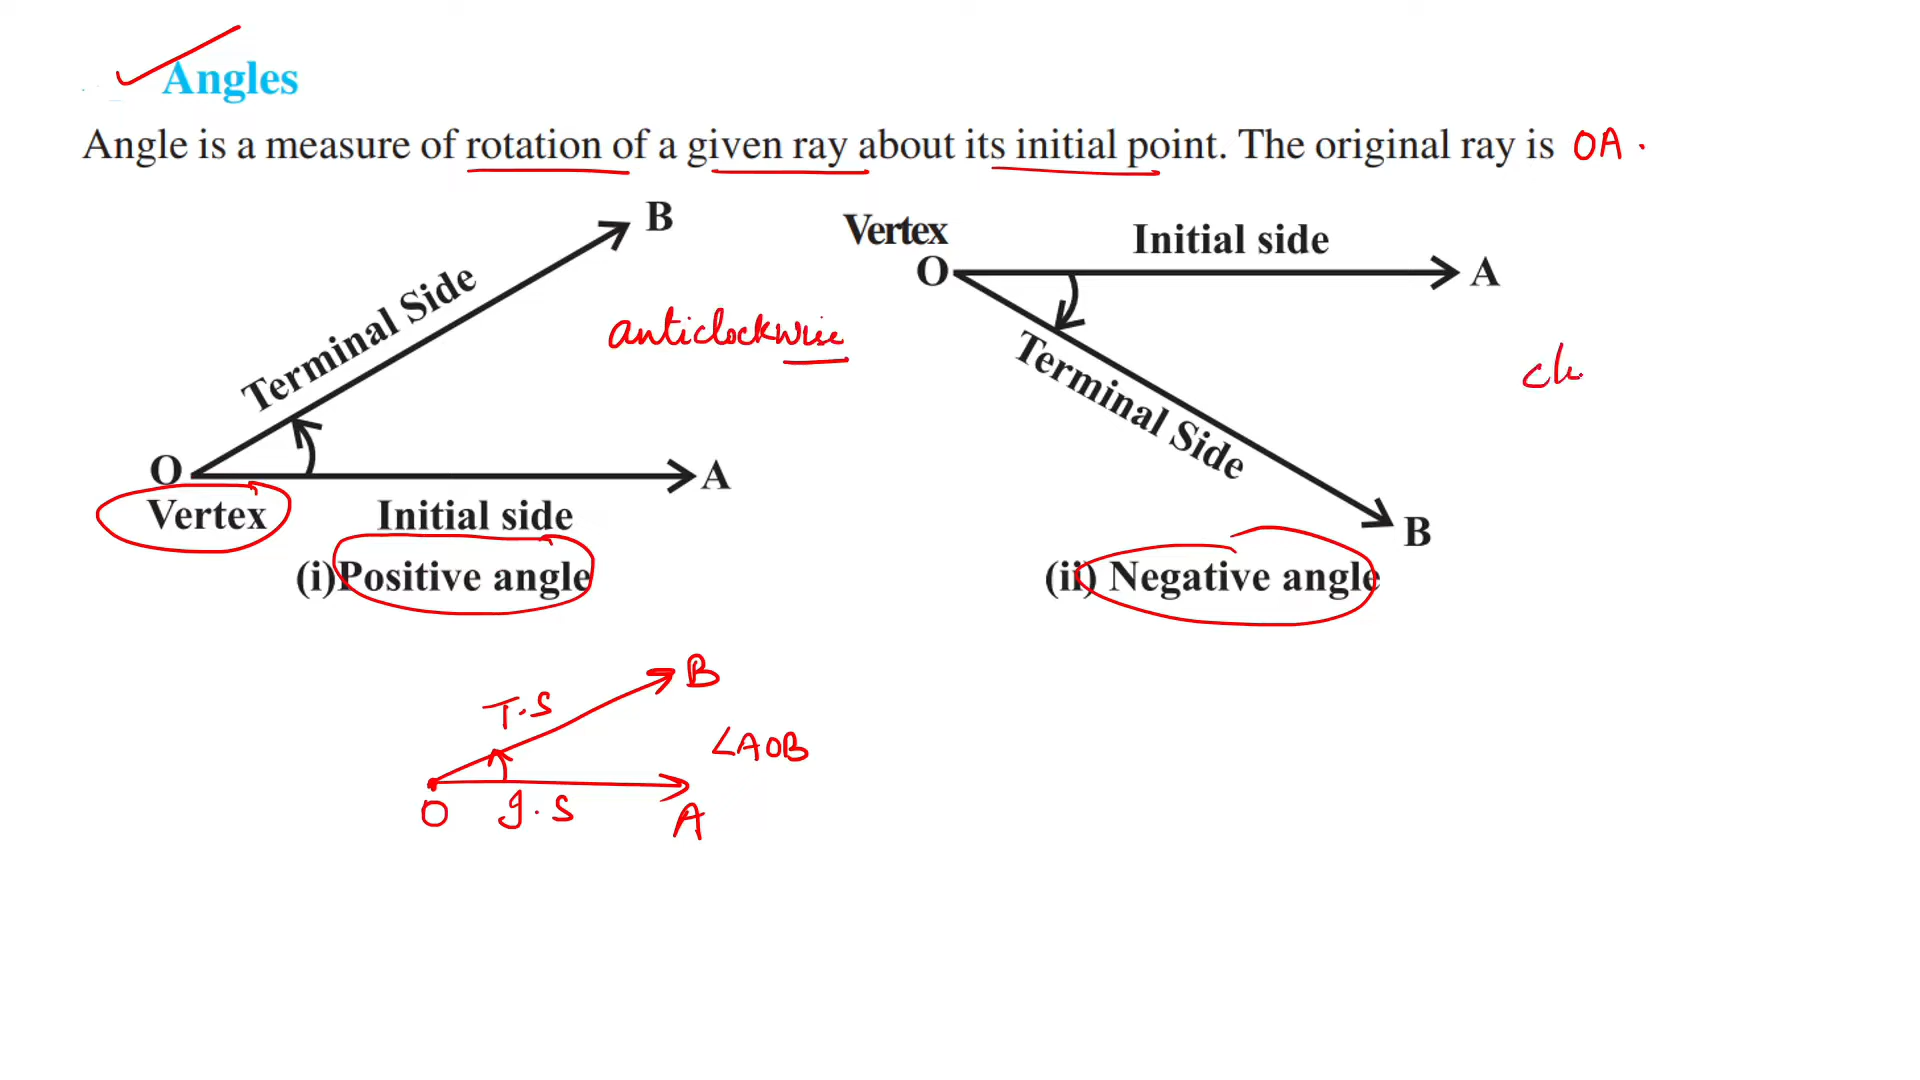 Angles
Angle is a measure of rotation of a given ray about its initial point. The original ray is OA.
B
Terminal Side
anticlockwise
O
A
Vertex
Initial side
(i) Positive angle
Vertex
O
Initial side
A
Terminal Side
B
(ii) Negative angle
B
T.S
∠AOB
O
A